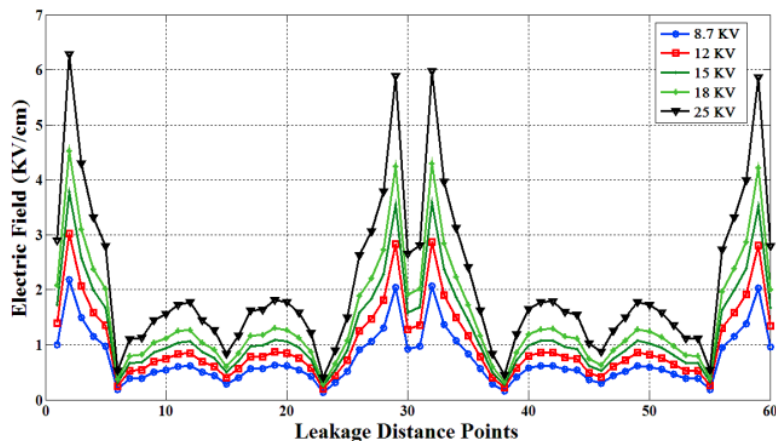 7
6
5
4
3
2
1
0
Electric Field (KV/cm)
8.7 KV
12 KV
15 KV
18 KV
25 KV
0 10 20 30 40 50 60
Leakage Distance Points